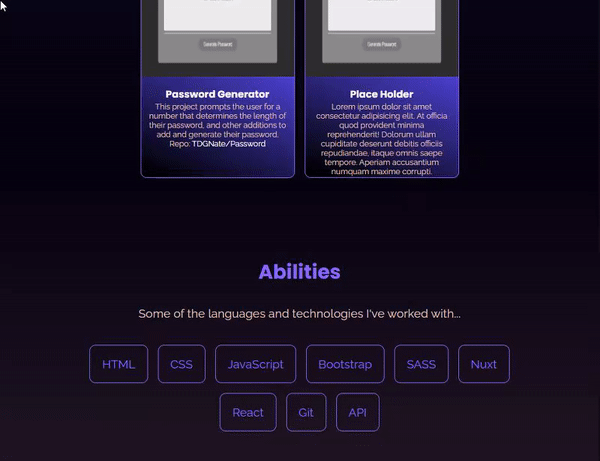 Generate Password
Generate Password
Password Generator
This project prompts the user for a
number that determines the length of
their password, and other additions to
add and generate their password.
Repo: TDGNate/Password
Place Holder
Lorem ipsum dolor sit amet
consectetur adipisicing elit. At officia
quod provident minima
reprehenderit! Dolorum ullam
cupiditate deserunt debitis officiis
repudiandae, itaque omnis saepe
tempore. Aperiam accusantium
numquam maxime corrupti.
Abilities
Some of the languages and technologies I've worked with...
HTML
CSS
JavaScript
Bootstrap
SASS
Nuxt
React
Git
API